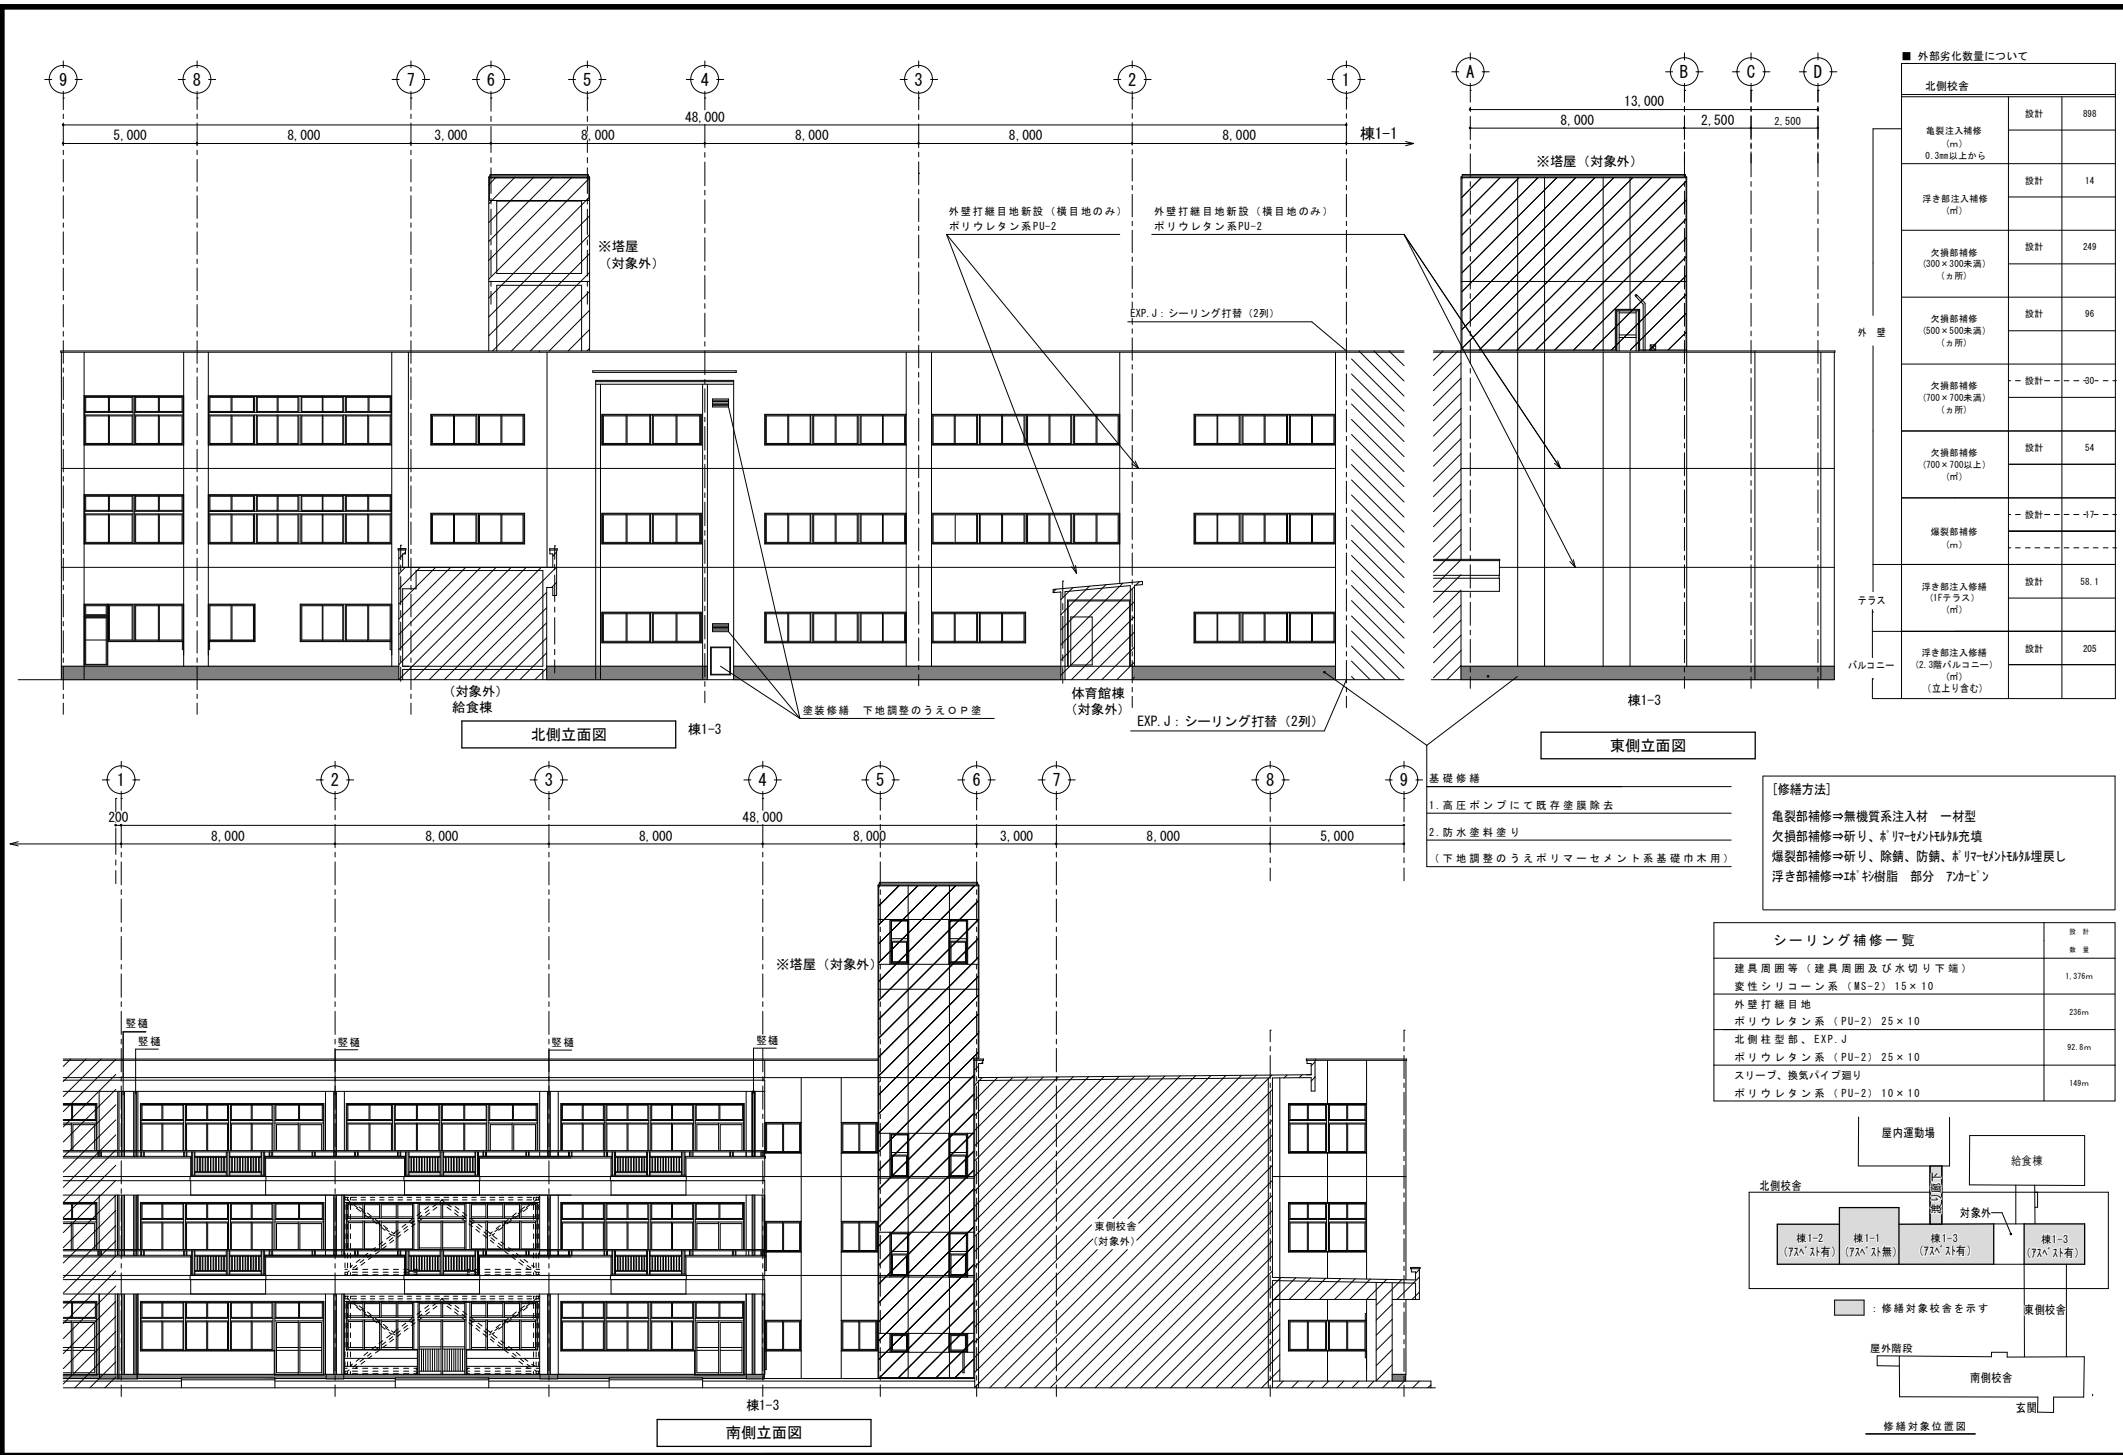 9
8
7
6
5
4
3
2
1
48,000
5,000
8,000
3,000
8,000
8,000
8,000
8,000
棟1-1
※塔屋
(対象外)
外壁打継目地新設(横目地のみ)
ポリウレタン系PU-2
外壁打継目地新設(横目地のみ)
ポリウレタン系PU-2
EXP.J:シーリング打替(2列)
(対象外)
給食棟
塗装修繕 下地調整のうえOP塗
体育館棟
(対象外)
EXP.J:シーリング打替(2列)
北側立面図
棟1-3
A
B
C
D
13,000
8,000
2,500
2,500
※塔屋(対象外)
棟1-3
東側立面図
■ 外部劣化数量について
北側校舎
外 壁
亀裂注入補修
(m)
0.3mm以上から
設計 898
浮き部注入補修
(㎡)
設計 14
欠損部補修
(300×300未満)
(ヵ所)
設計 249
欠損部補修
(500×500未満)
(ヵ所)
設計 96
欠損部補修
(700×700未満)
(ヵ所)
設計 30
欠損部補修
(700×700以上)
(㎡)
設計 54
爆裂部補修
(m)
設計 17
テラス
浮き部注入修繕
(1Fテラス)
(㎡)
設計 58.1
バルコニー
浮き部注入修繕
(2.3階バルコニー)
(㎡)
(立上り含む)
設計 205
1
2
3
4
5
6
7
8
9
200
48,000
8,000
8,000
8,000
8,000
3,000
8,000
5,000
基礎修繕
1.高圧ポンプにて既存塗膜除去
2.防水塗料塗り
(下地調整のうえポリマーセメント系基礎巾木用)
[修繕方法]
亀裂部補修⇒無機質系注入材 一材型
欠損部補修⇒斫り、ﾎﾟﾘﾏｰｾﾒﾝﾄﾓﾙﾀﾙ充填
爆裂部補修⇒斫り、除錆、防錆、ﾎﾟﾘﾏｰｾﾒﾝﾄﾓﾙﾀﾙ埋戻し
浮き部補修⇒ｴﾎﾟｷｼ樹脂 部分 ｱﾝｶｰﾋﾟﾝ
シーリング補修一覧
設計
数量
建具周囲等(建具周囲及び水切り下端)
変性シリコーン系(MS-2)15×10
1,376m
外壁打継目地
ポリウレタン系(PU-2)25×10
236m
北側柱型部、EXP.J
ポリウレタン系(PU-2)25×10
92.8m
スリーブ、換気パイプ廻り
ポリウレタン系(PU-2)10×10
149m
※塔屋(対象外)
竪樋
竪樋
竪樋
竪樋
竪樋
東側校舎
(対象外)
棟1-3
南側立面図
屋内運動場
給食棟
北側校舎
渡り廊下
対象外
棟1-2
(ｱｽﾍﾞｽﾄ有)
棟1-1
(ｱｽﾍﾞｽﾄ無)
棟1-3
(ｱｽﾍﾞｽﾄ有)
棟1-3
(ｱｽﾍﾞｽﾄ有)
:修繕対象校舎を示す
東側校舎
屋外階段
南側校舎
玄関
修繕対象位置図